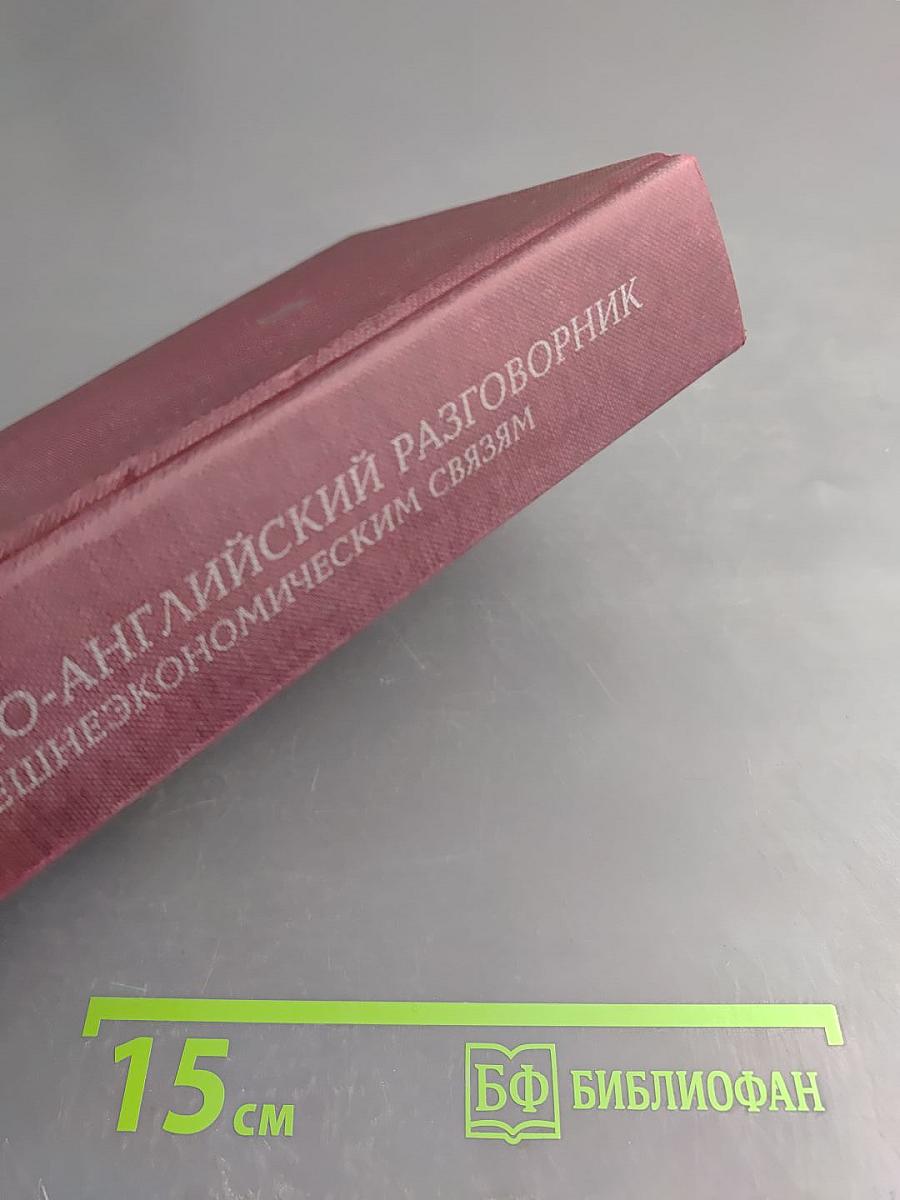 О-АНГЛИЙСКИЙ РАЗГОВОРНИК
ЕШНЕЭКОНОМИЧЕСКИМ СВЯЗЯМ
15 см
БФ БИБЛИОФАН